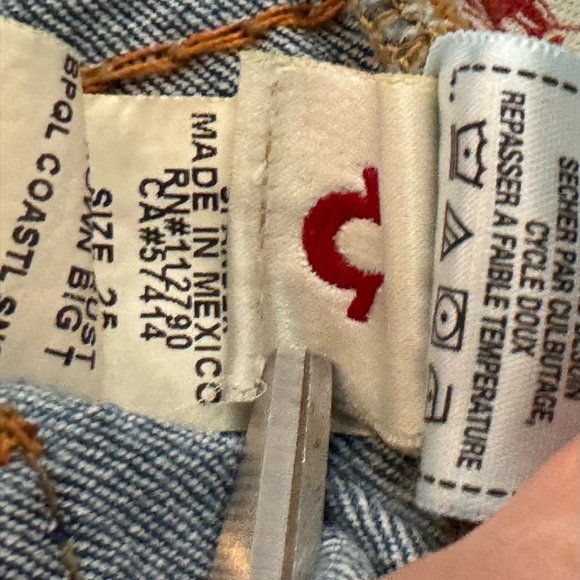 BPQL COASTL
WN BIG T
SIZE 25
CA#57414
RN#112790
MADE IN MEXICO
REPASSER A FAIBLE TEMPERATURE
CYCLE DOUX
SECHER PAR CULBUTAGE,